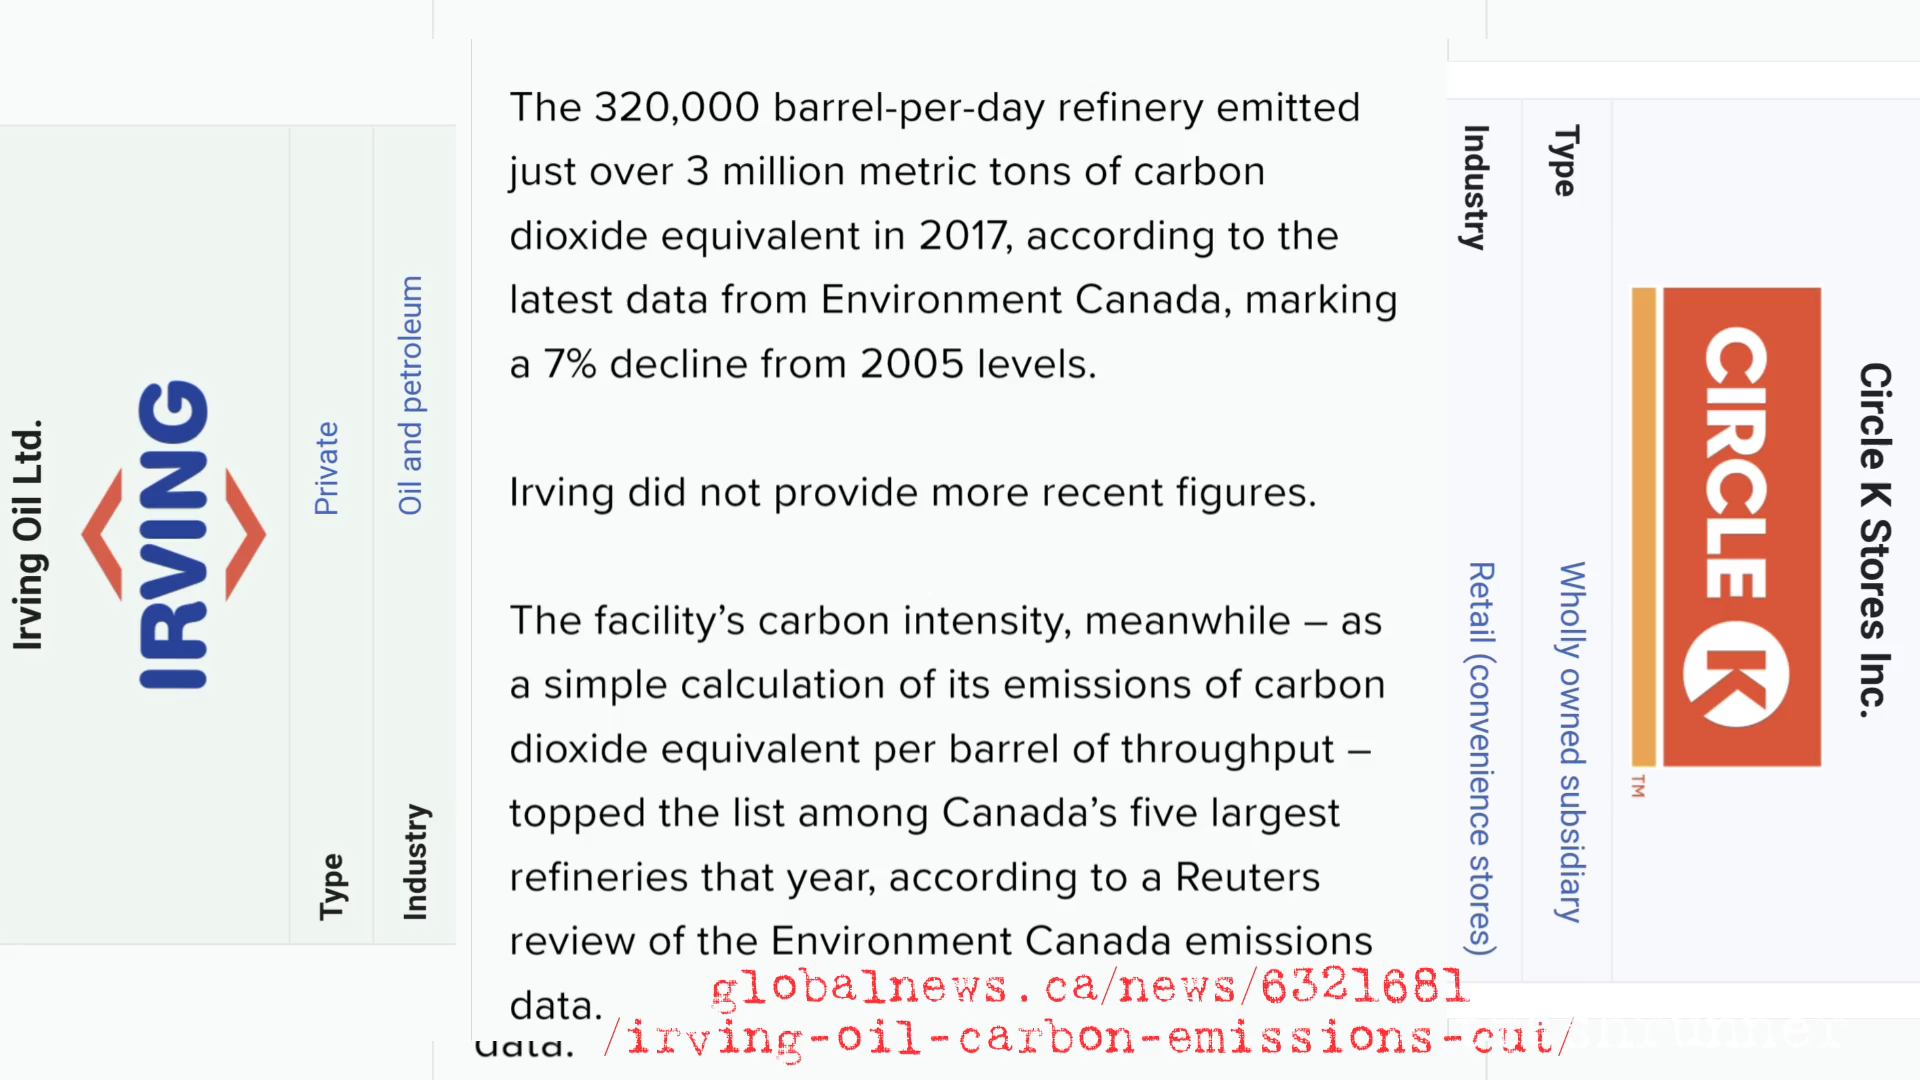 Irving Oil Ltd.
IRVING
Type Private
Industry Oil and petroleum
The 320,000 barrel-per-day refinery emitted
just over 3 million metric tons of carbon
dioxide equivalent in 2017, according to the
latest data from Environment Canada, marking
a 7% decline from 2005 levels.
Irving did not provide more recent figures.
The facility’s carbon intensity, meanwhile – as
a simple calculation of its emissions of carbon
dioxide equivalent per barrel of throughput –
topped the list among Canada’s five largest
refineries that year, according to a Reuters
review of the Environment Canada emissions
data.
data.
globalnews.ca/news/6321681
/irving-oil-carbon-emissions-cut/
Circle K Stores Inc.
CIRCLE K
TM
Type Wholly owned subsidiary
Industry Retail (convenience stores)